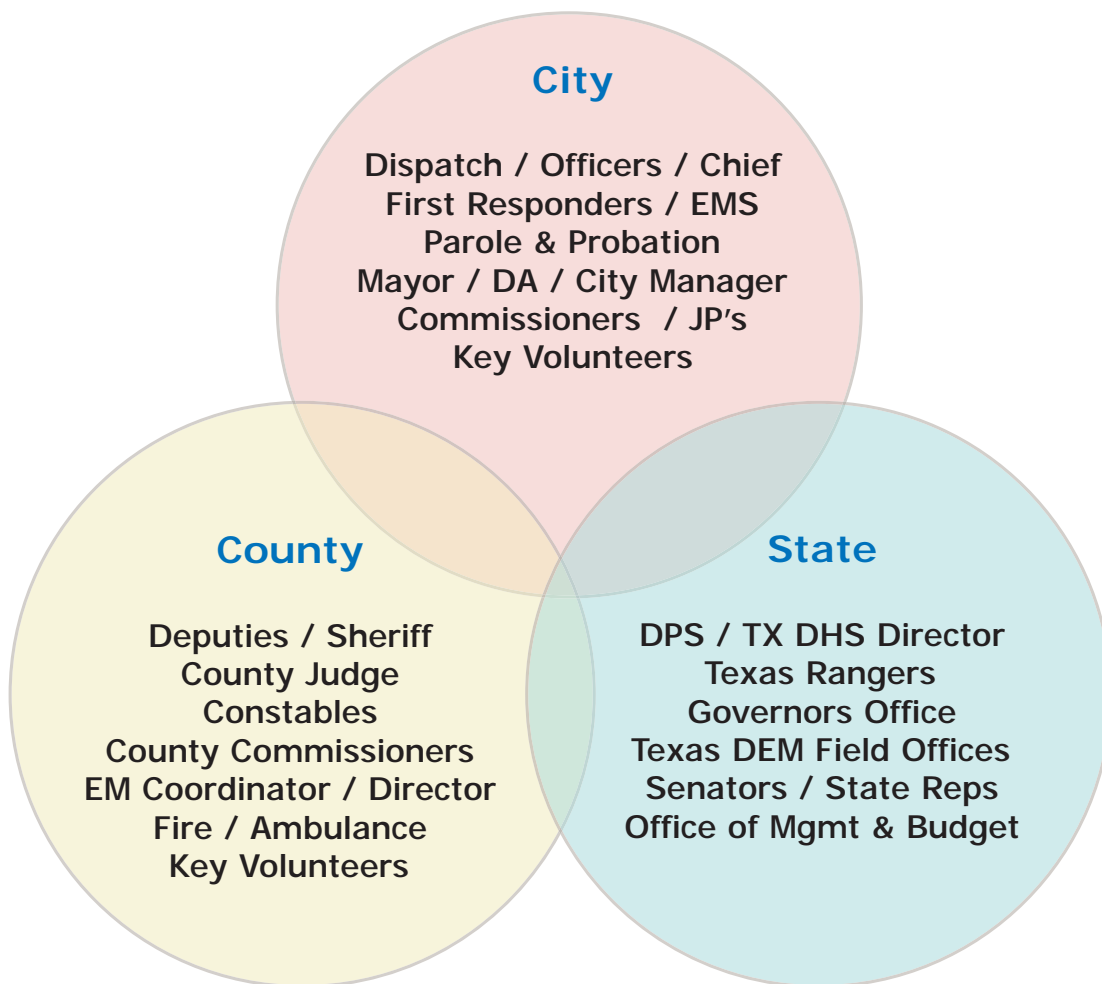 City
Dispatch / Officers / Chief
First Responders / EMS
Parole & Probation
Mayor / DA / City Manager
Commissioners / JP's
Key Volunteers
County
Deputies / Sheriff
County Judge
Constables
County Commissioners
EM Coordinator / Director
Fire / Ambulance
Key Volunteers
State
DPS / TX DHS Director
Texas Rangers
Governors Office
Texas DEM Field Offices
Senators / State Reps
Office of Mgmt & Budget